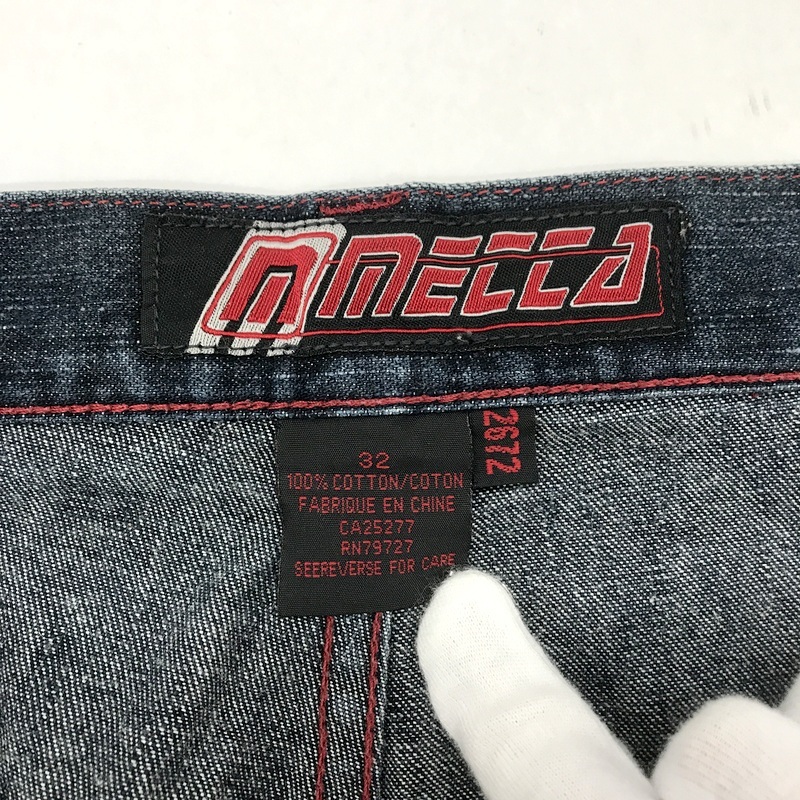 MECCA
32
100% COTTON/COTON
FABRIQUE EN CHINE
CA25277
RN79727
SEEREVERSE FOR CARE
2672